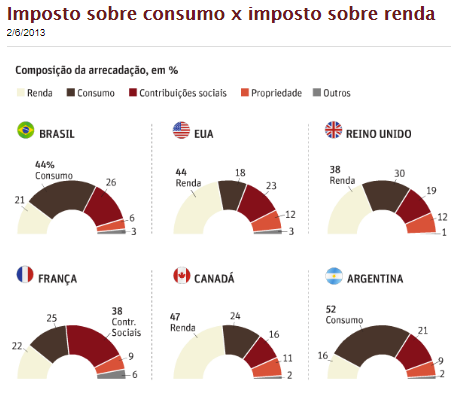 Imposto sobre consumo x imposto sobre renda
2/6/2013
Composição da arrecadação, em %
Renda Consumo Contribuições sociais Propriedade Outros
BRASIL
44%
Consumo
21
26
6
3
EUA
44
Renda
18
23
12
3
REINO UNIDO
38
Renda
30
19
12
1
FRANÇA
22
25
38
Contr.
Sociais
9
6
CANADÁ
47
Renda
24
16
11
2
ARGENTINA
52
Consumo
16
21
9
2